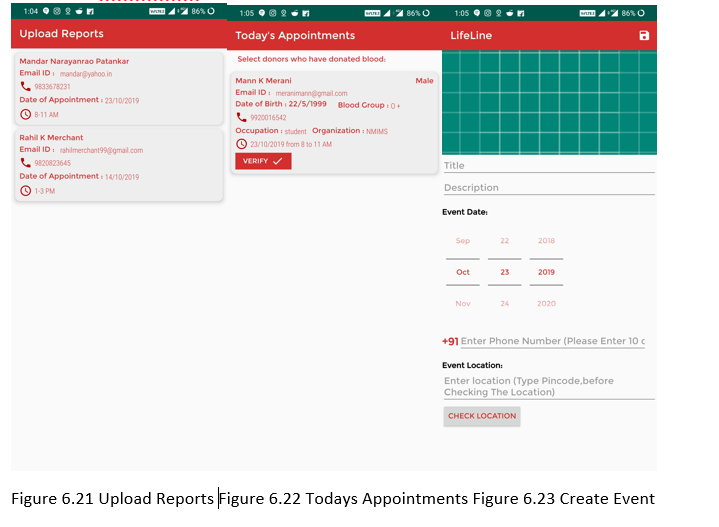 1:04 86%
Upload Reports
Mandar Narayanrao Patankar
Email ID : mandar@yahoo.in
9833678231
Date of Appointment : 23/10/2019
8-11 AM
Rahil K Merchant
Email ID : rahilmerchant99@gmail.com
9820823645
Date of Appointment : 14/10/2019
1-3 PM
1:05 86%
Today's Appointments
Select donors who have donated blood:
Mann K Merani Male
Email ID : meranimann@gmail.com
Date of Birth : 22/5/1999 Blood Group : O +
9920016542
Occupation : student Organization : NMIMS
23/10/2019 from 8 to 11 AM
VERIFY
1:05 86%
LifeLine
Title
Description
Event Date:
Sep 22 2018
Oct 23 2019
Nov 24 2020
+91 Enter Phone Number (Please Enter 10 c
Event Location:
Enter location (Type Pincode,before
Checking The Location)
CHECK LOCATION
Figure 6.21 Upload Reports Figure 6.22 Todays Appointments Figure 6.23 Create Event